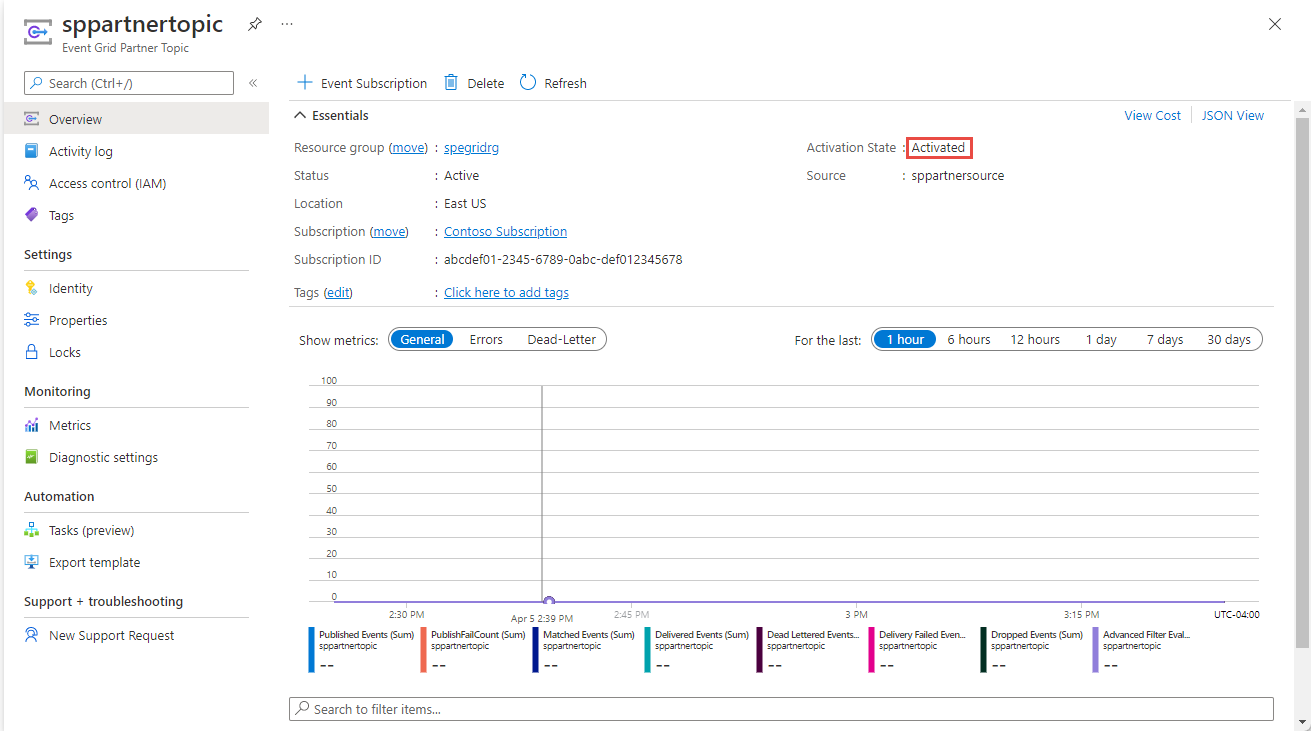 sppartnertopic
Event Grid Partner Topic
Search (Ctrl+/)
Overview
Activity log
Access control (IAM)
Tags
Settings
Identity
Properties
Locks
Monitoring
Metrics
Diagnostic settings
Automation
Tasks (preview)
Export template
Support + troubleshooting
New Support Request
Event Subscription Delete Refresh
Essentials
View Cost JSON View
Resource group (move) : spegridrg
Status : Active
Location : East US
Subscription (move) : Contoso Subscription
Subscription ID : abcdef01-2345-6789-0abc-def012345678
Tags (edit) : Click here to add tags
Activation State : Activated
Source : sppartnersource
Show metrics: General Errors Dead-Letter
For the last: 1 hour 6 hours 12 hours 1 day 7 days 30 days
100
90
80
70
60
50
40
30
20
10
0
2:30 PM Apr 5 2:39 PM 2:45 PM 3 PM 3:15 PM UTC-04:00
Published Events (Sum)
sppartnertopic
--
PublishFailCount (Sum)
sppartnertopic
--
Matched Events (Sum)
sppartnertopic
--
Delivered Events (Sum)
sppartnertopic
--
Dead Lettered Events...
sppartnertopic
--
Delivery Failed Even...
sppartnertopic
--
Dropped Events (Sum)
sppartnertopic
--
Advanced Filter Eval...
sppartnertopic
--
Search to filter items...